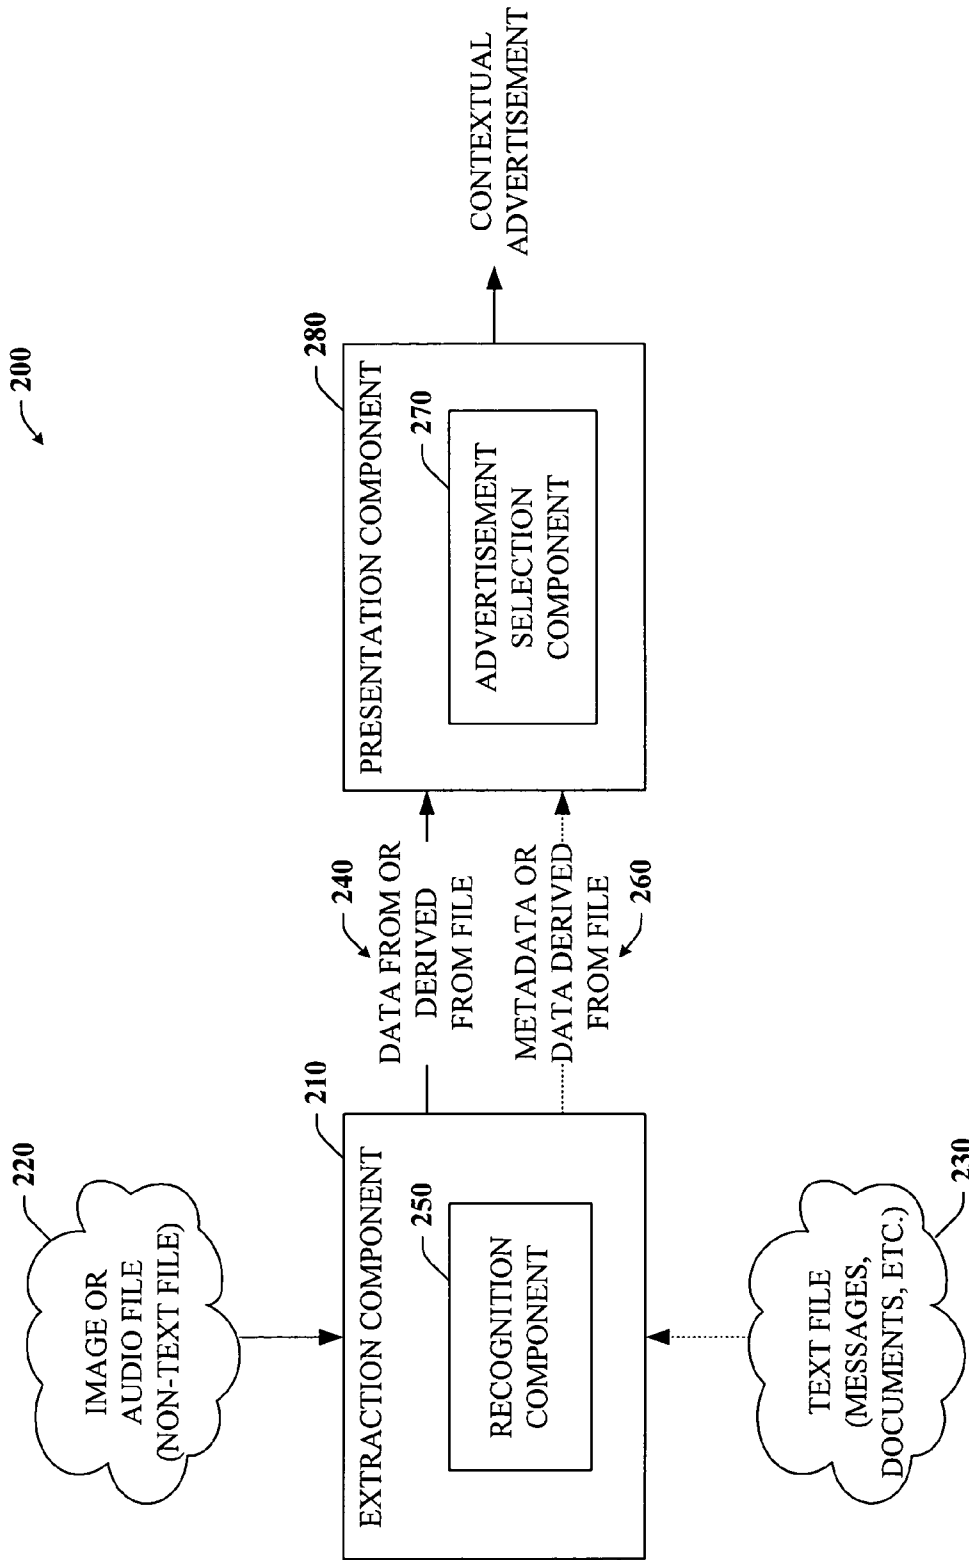 200
220
IMAGE OR
AUDIO FILE
(NON-TEXT FILE)
210
EXTRACTION COMPONENT
250
RECOGNITION
COMPONENT
230
TEXT FILE
(MESSAGES,
DOCUMENTS, ETC.)
240
DATA FROM OR
DERIVED
FROM FILE
METADATA OR
DATA DERIVED
FROM FILE
260
280
PRESENTATION COMPONENT
270
ADVERTISEMENT
SELECTION
COMPONENT
CONTEXTUAL
ADVERTISEMENT